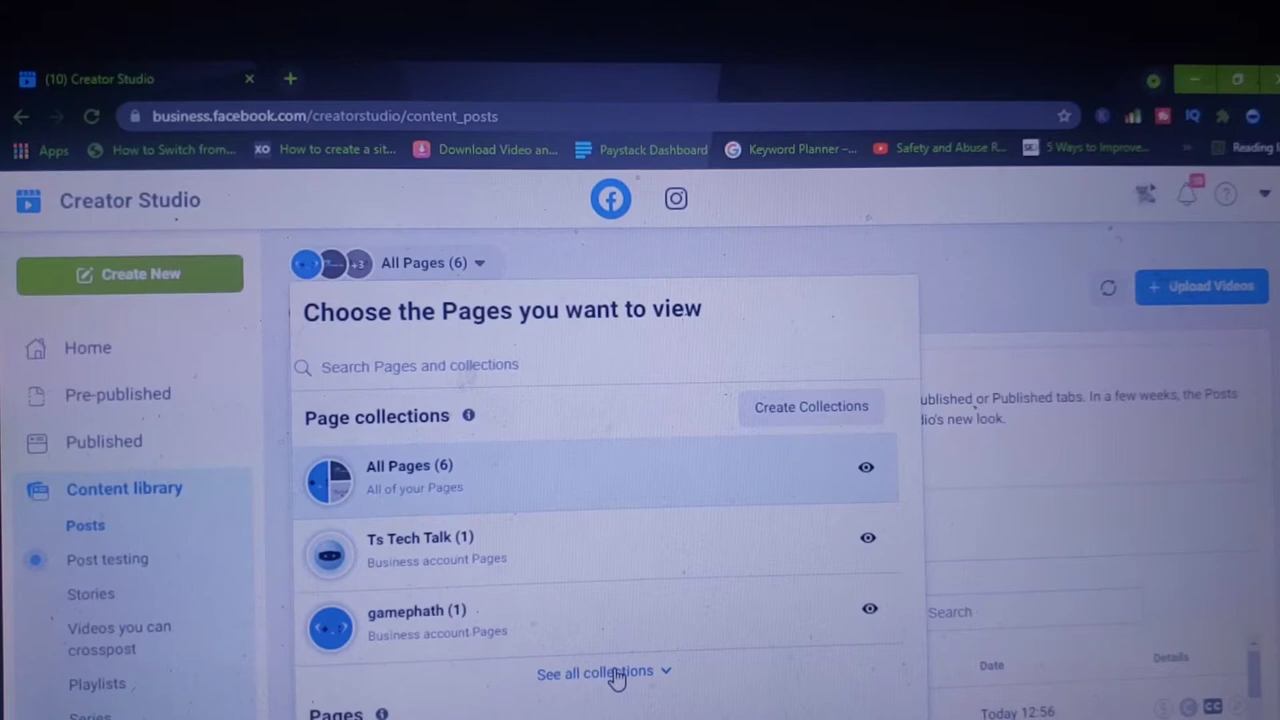 (10) Creator Studio
business.facebook.com/creatorstudio/content_posts
Apps
How to Switch from...
XO
How to create a sit...
Download Video an...
Paystack Dashboard
G
Keyword Planner –...
Safety and Abuse R...
SEJ
5 Ways to Improve...
»
Reading l
Creator Studio
Create New
+3
All Pages (6)
+ Upload Videos
Choose the Pages you want to view
Home
Search Pages and collections
Pre-published
Page collections
Create Collections
ublished or Published tabs. In a few weeks, the Posts
dio's new look.
Published
All Pages (6)
All of your Pages
Content library
Posts
Ts Tech Talk (1)
Business account Pages
Post testing
Stories
gamephath (1)
Business account Pages
Search
Videos you can
crosspost
See all collections
Date
Details
Playlists
Pages
Today 12:56
CC
Series